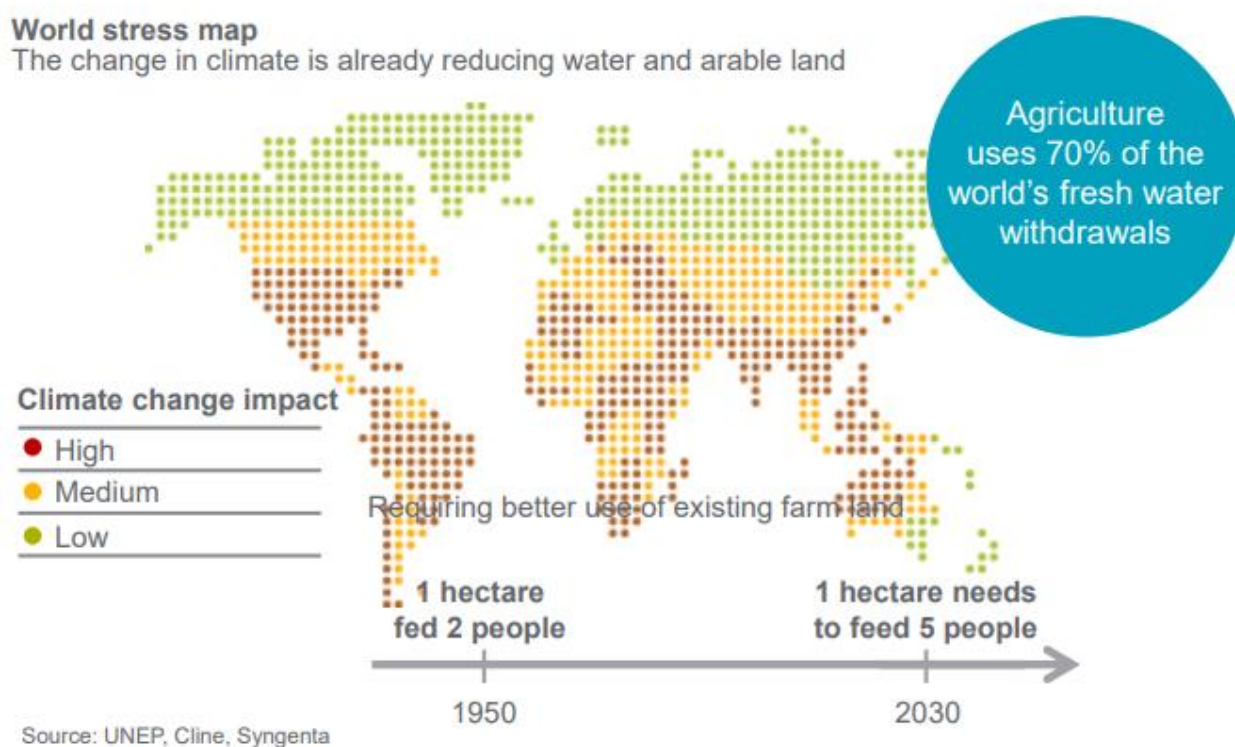 World stress map
The change in climate is already reducing water and arable land
Agriculture
uses 70% of the
world's fresh water
withdrawals
Climate change impact
High
Medium
Low
Requiring better use of existing farm land
1 hectare
fed 2 people
1 hectare needs
to feed 5 people
1950
2030
Source: UNEP, Cline, Syngenta